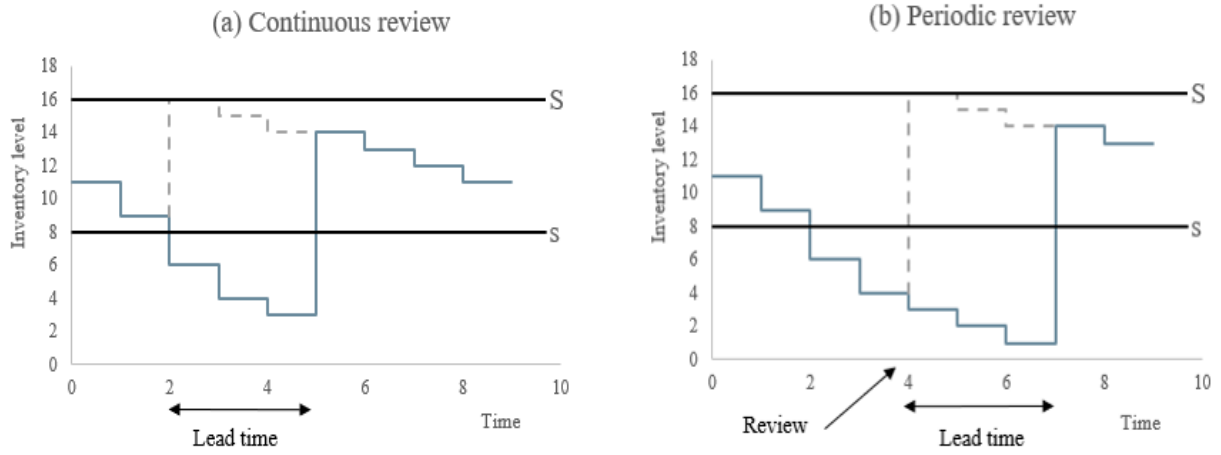 (a) Continuous review
Inventory level
18
16
14
12
10
8
6
4
2
0
S
s
0 2 4 6 8 10
Time
Lead time
(b) Periodic review
Inventory level
18
16
14
12
10
8
6
4
2
0
S
s
0 2 4 6 8 10
Review
Lead time
Time